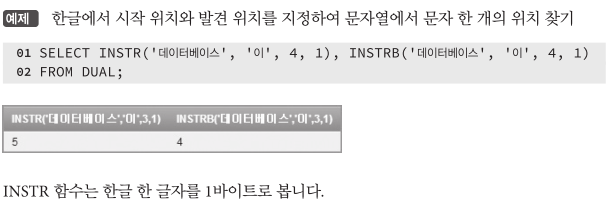 예제 한글에서 시작 위치와 발견 위치를 지정하여 문자열에서 문자 한 개의 위치 찾기
01 SELECT INSTR('데이터베이스', '이', 4, 1), INSTRB('데이터베이스', '이', 4, 1)
02 FROM DUAL;
INSTR('데이터베이스','이',3,1) INSTRB('데이터베이스','이',3,1)
5 4
INSTR 함수는 한글 한 글자를 1바이트로 봅니다.